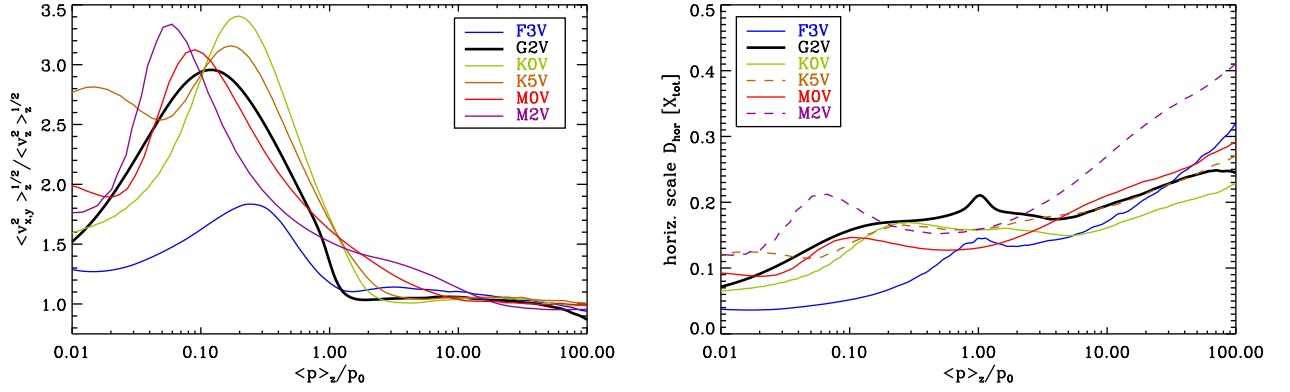 <v²x,y>z^1/2/<v²z>z^1/2
3.5
3.0
2.5
2.0
1.5
1.0
0.01
0.10
1.00
10.00
100.00
<p>z/p0
F3V
G2V
K0V
K5V
M0V
M2V
horiz. scale Dhor [Xtot]
0.5
0.4
0.3
0.2
0.1
0.0
0.01
0.10
1.00
10.00
100.00
<p>z/p0
F3V
G2V
K0V
K5V
M0V
M2V